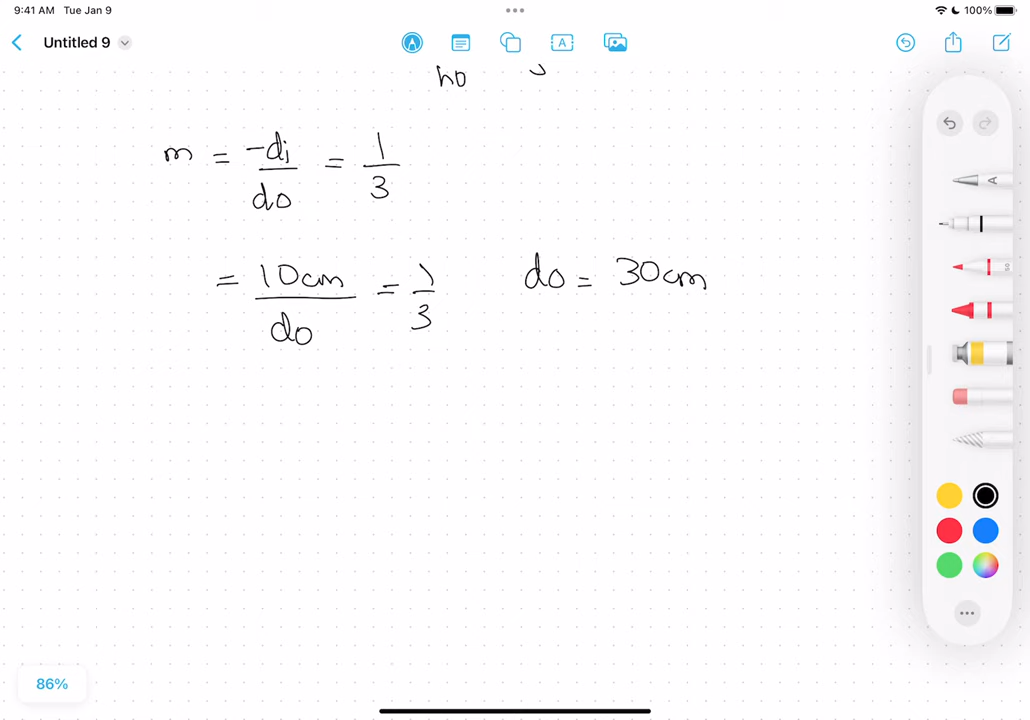 9:41 AM Tue Jan 9
100%
Untitled 9
A
ho
m = -di/do = 1/3
= 10cm/do = 1/3 do = 30cm
86%